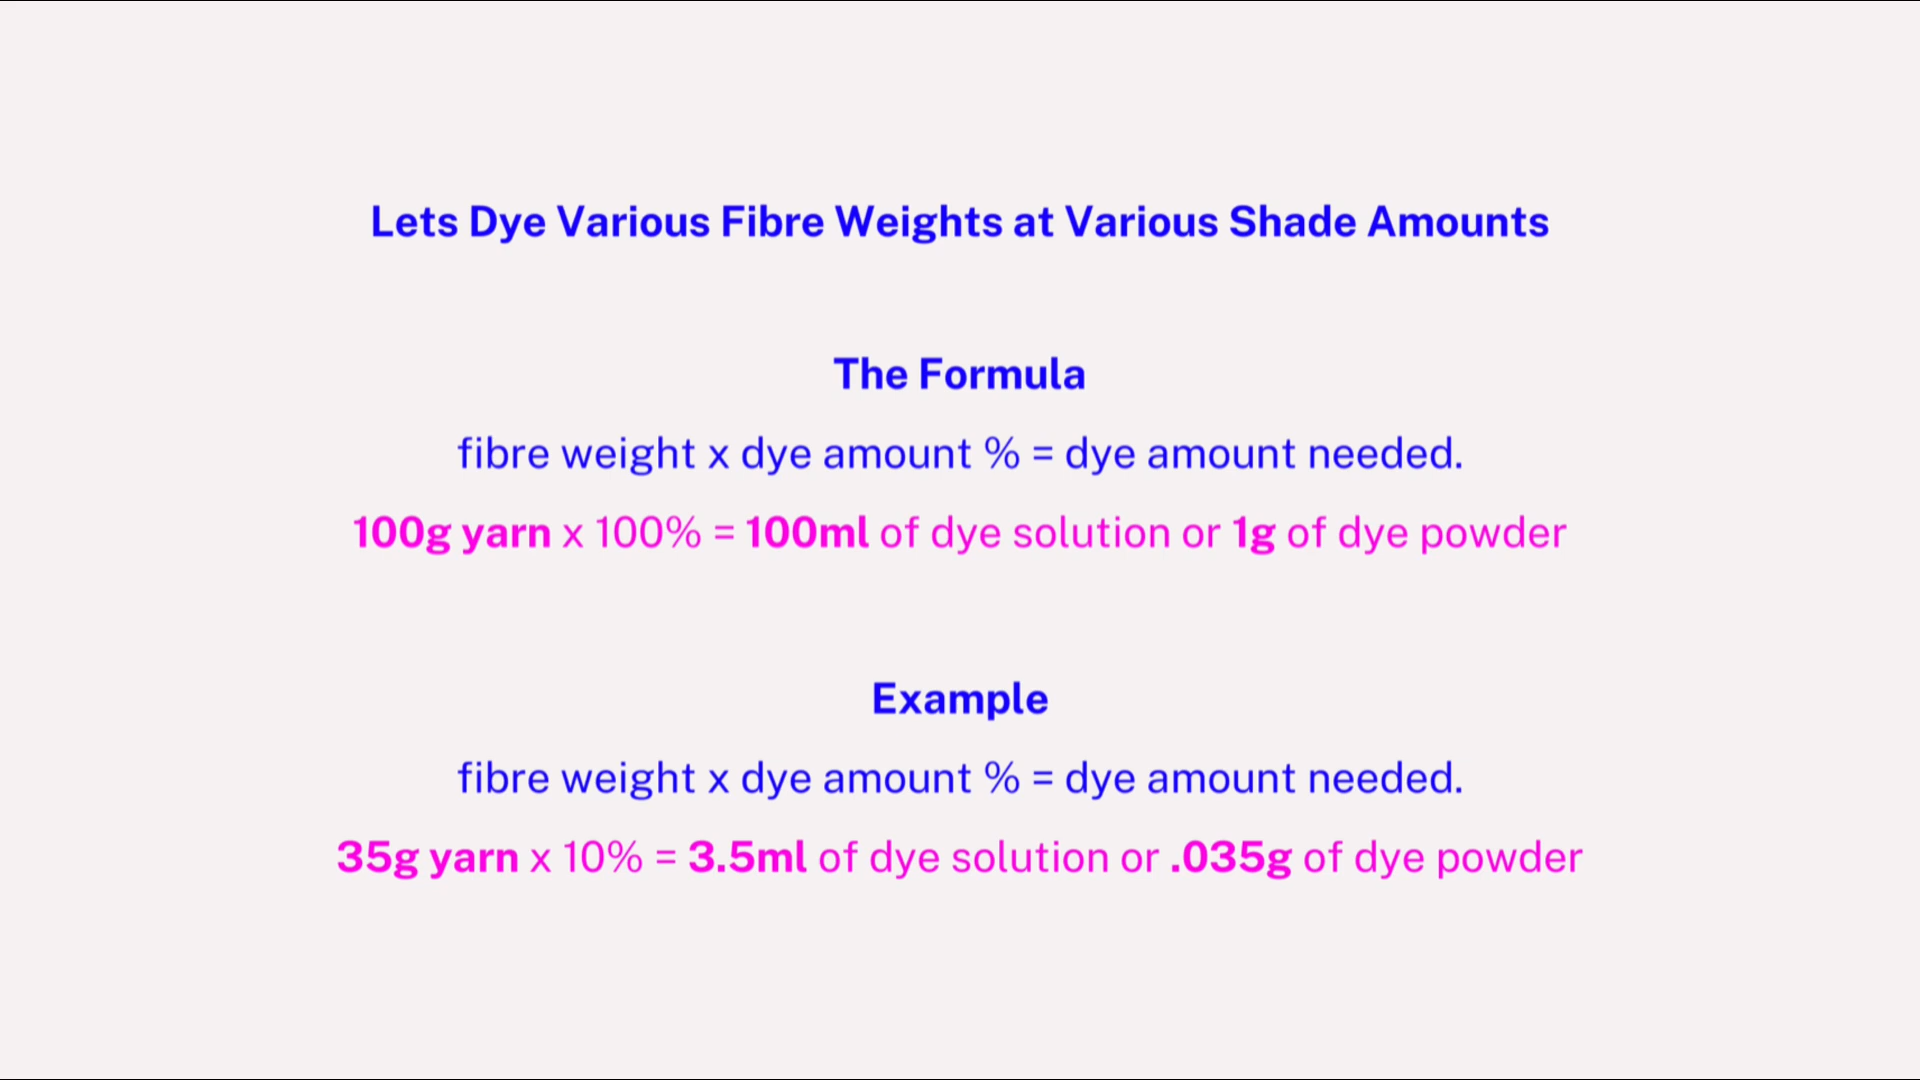 Lets Dye Various Fibre Weights at Various Shade Amounts
The Formula
fibre weight x dye amount % = dye amount needed.
100g yarn x 100% = 100ml of dye solution or 1g of dye powder
Example
fibre weight x dye amount % = dye amount needed.
35g yarn x 10% = 3.5ml of dye solution or .035g of dye powder